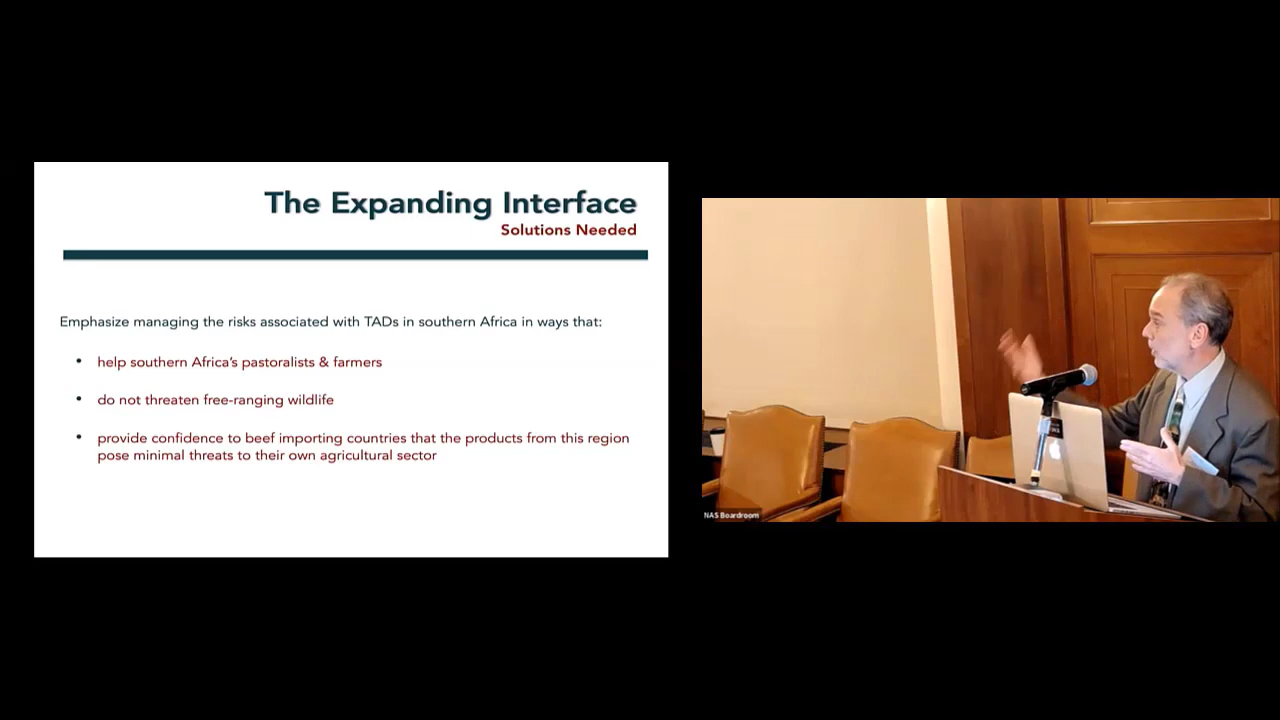 The Expanding Interface
Solutions Needed
Emphasize managing the risks associated with TADs in southern Africa in ways that:
• help southern Africa's pastoralists & farmers
• do not threaten free-ranging wildlife
• provide confidence to beef importing countries that the products from this region
pose minimal threats to their own agricultural sector
NAS Boardroom